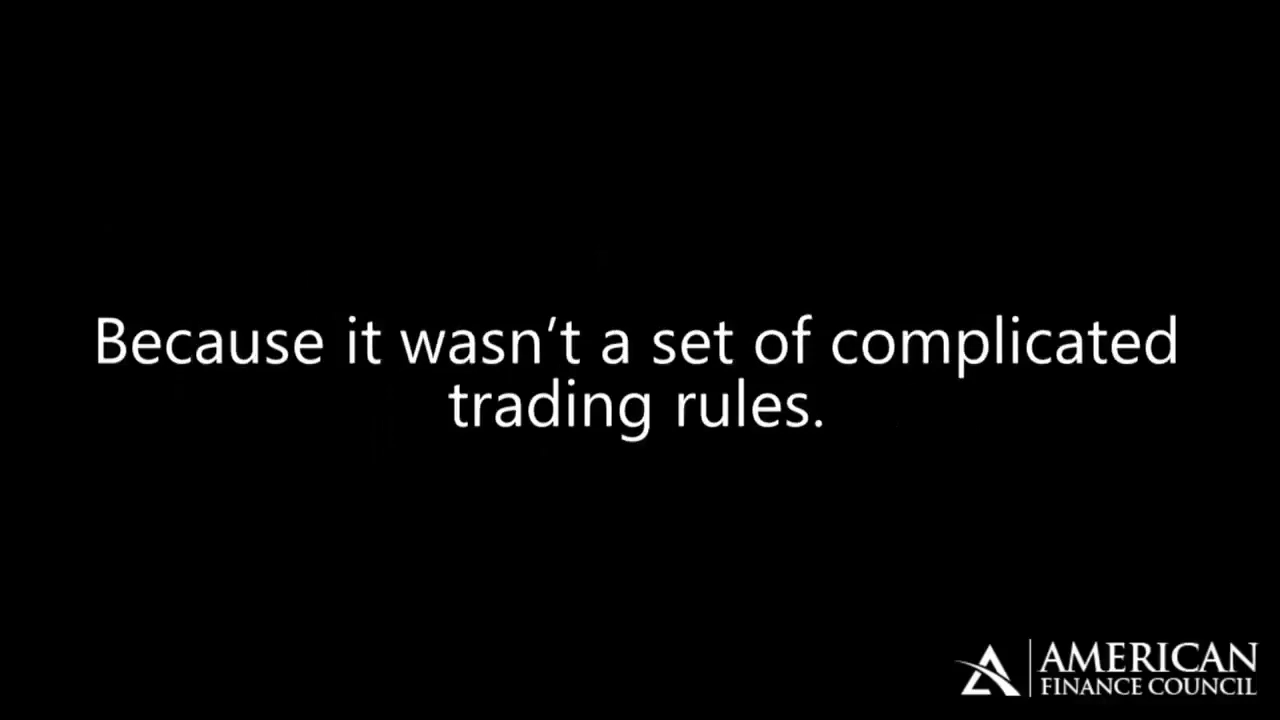 Because it wasn’t a set of complicated
trading rules.
AMERICAN
FINANCE COUNCIL